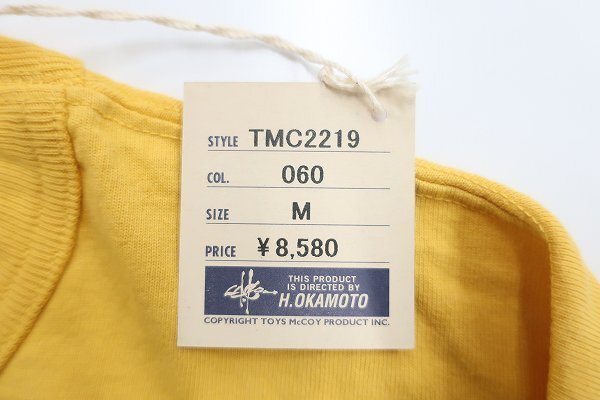 STYLE TMC2219
COL. 060
SIZE M
PRICE ¥8,580
THIS PRODUCT
IS DIRECTED BY
H.OKAMOTO
COPYRIGHT TOYS McCOY PRODUCT INC.